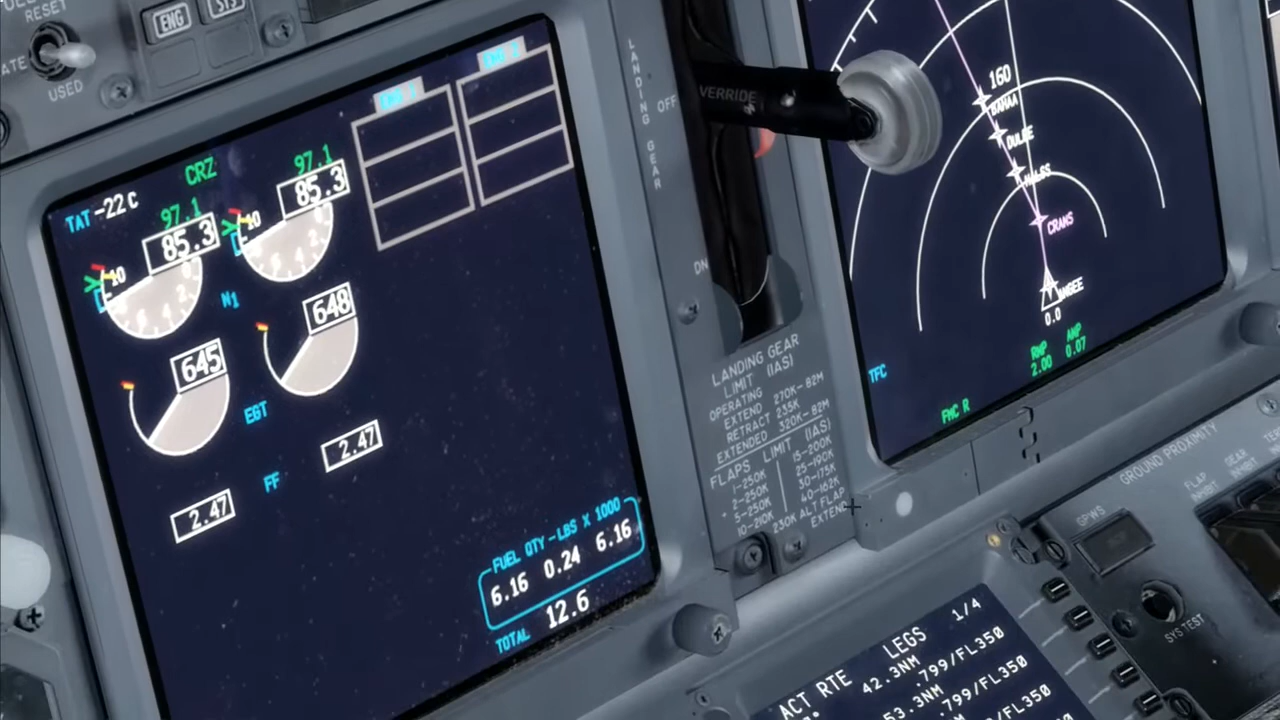 RESET
USED
ENG
SYS
TAT -22c
CRZ
97.1
97.1
85.3
85.3
10
10
N1
645
648
EGT
2.47
2.47
FF
FUEL QTY-LBS X 1000
6.16 0.24 6.16
TOTAL 12.6
LANDING GEAR
OFF
DN
VERRIDE
LANDING GEAR
LIMIT (IAS)
OPERATING
EXTEND 270K-.82M
RETRACT 235K
EXTENDED 320K-.82M
FLAPS LIMIT (IAS)
1-250K 15-200K
2-250K 25-190K
5-250K 30-175K
10-210K 40-162K
230K ALT FLAP
EXTEND
160
DULEE
CRANS
0.0
RNP ANP
2.00 0.07
TFC
FMC R
GROUND PROXIMITY
FLAP
INHIBIT
GEAR
INHIBIT
GPWS
SYS TEST
ACT RTE LEGS 1/4
42.3NM
.799/FL350
53.3NM
.799/FL350
.799/FL350